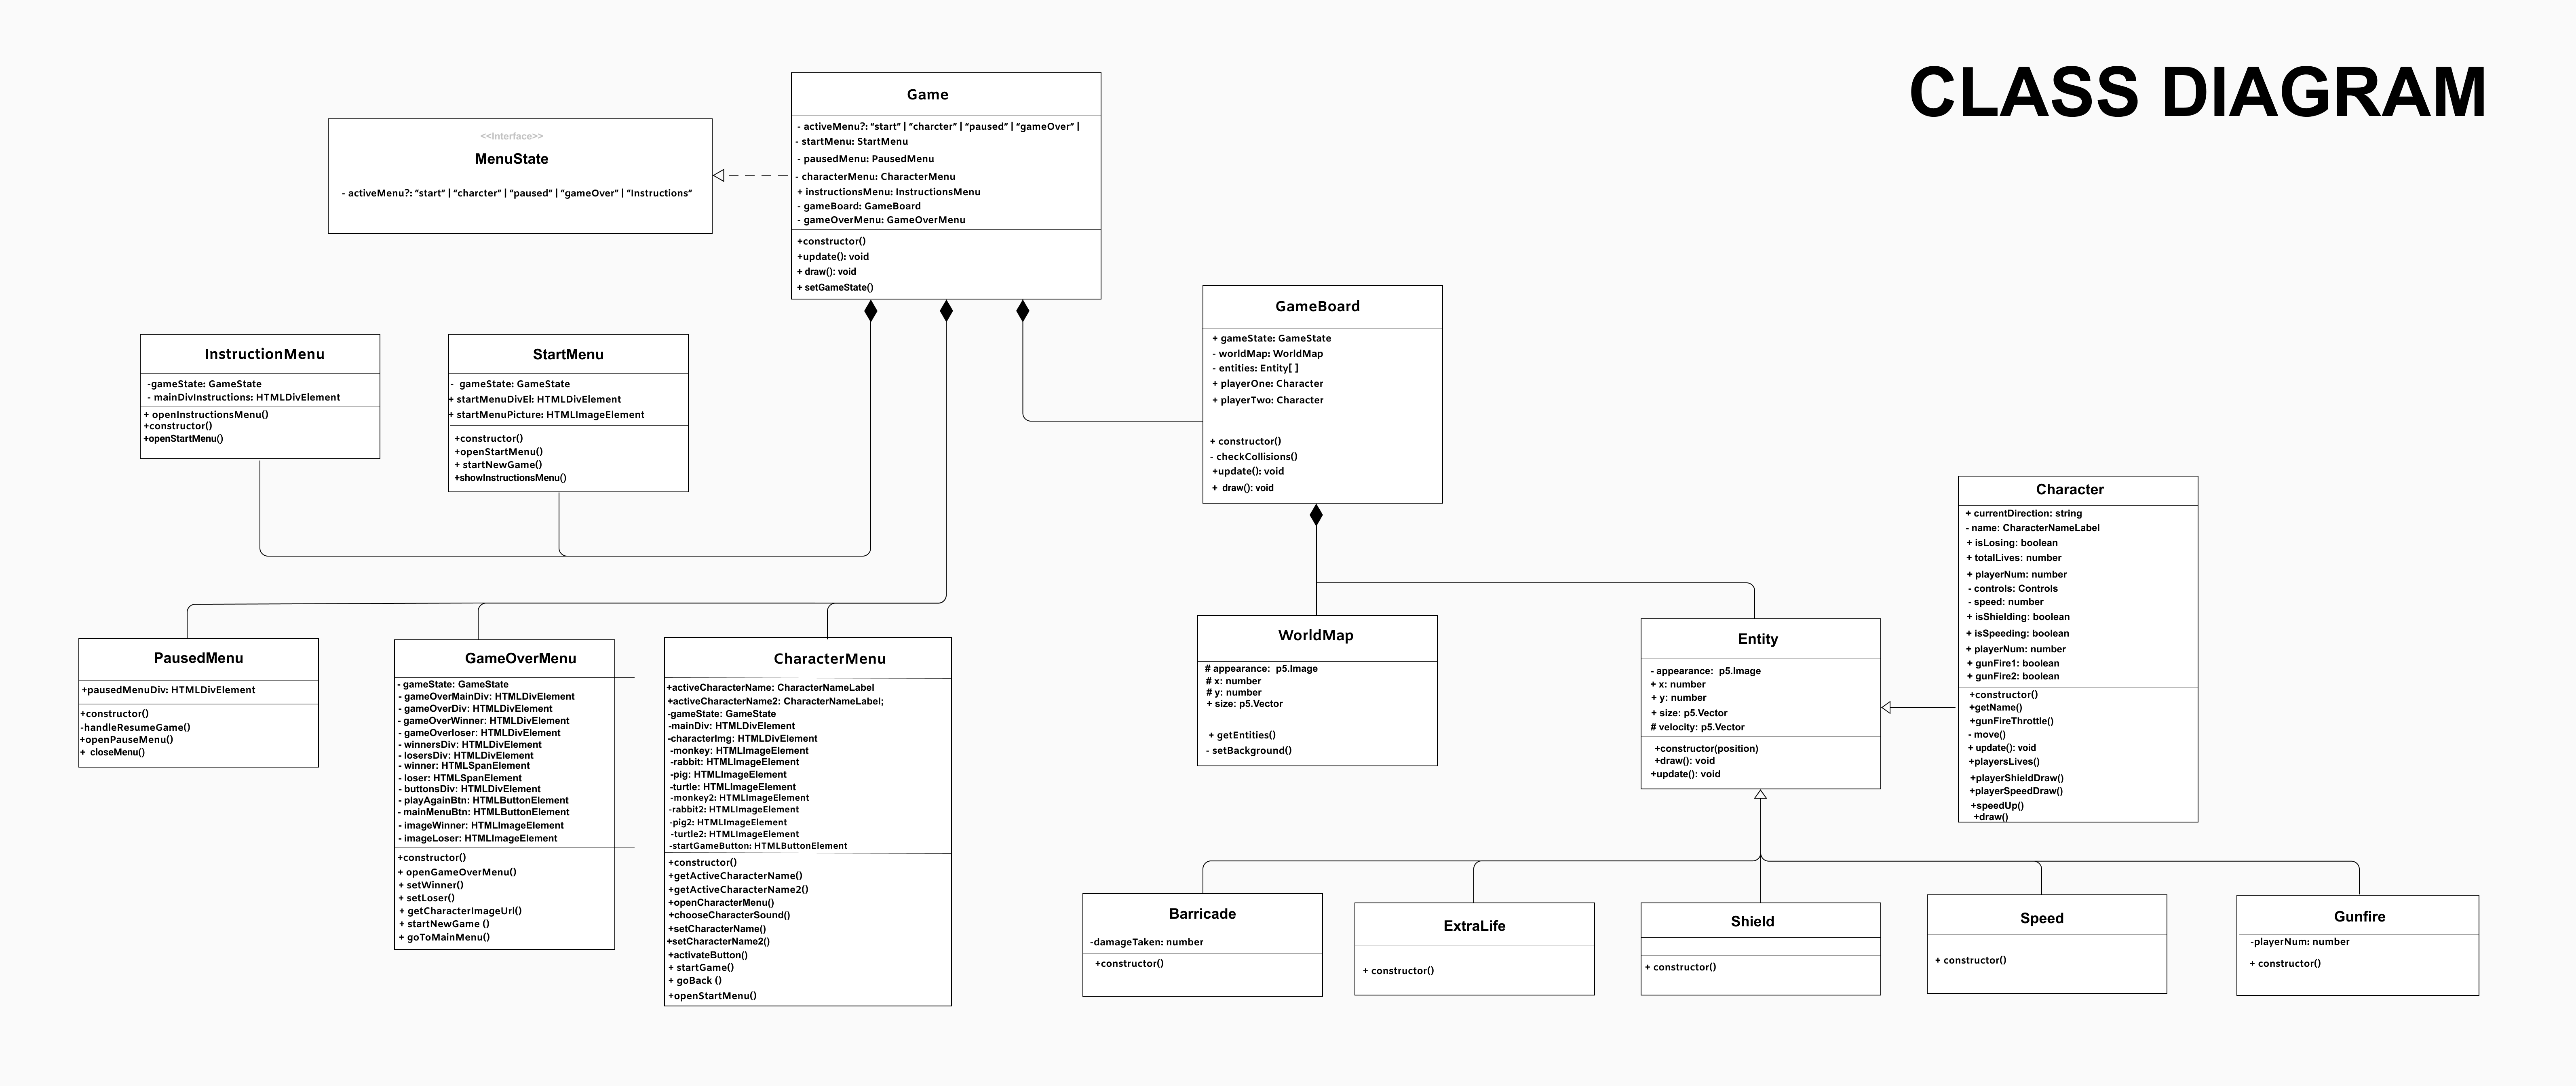 CLASS DIAGRAM
Game
- activeMenu?: “start” | “charcter” | “paused” | “gameOver” |
- startMenu: StartMenu
- pausedMenu: PausedMenu
- characterMenu: CharacterMenu
+ instructionsMenu: InstructionsMenu
- gameBoard: GameBoard
- gameOverMenu: GameOverMenu
+constructor()
+update(): void
+ draw(): void
+ setGameState()
<<Interface>>
MenuState
- activeMenu?: “start” | “charcter” | “paused” | “gameOver” | “Instructions”
InstructionMenu
-gameState: GameState
- mainDivInstructions: HTMLDivElement
+ openInstructionsMenu()
+constructor()
+openStartMenu()
StartMenu
- gameState: GameState
+ startMenuDivEl: HTMLDivElement
+ startMenuPicture: HTMLImageElement
+constructor()
+openStartMenu()
+ startNewGame()
+showInstructionsMenu()
GameBoard
+ gameState: GameState
- worldMap: WorldMap
- entities: Entity[ ]
+ playerOne: Character
+ playerTwo: Character
+ constructor()
- checkCollisions()
+update(): void
+ draw(): void
Character
+ currentDirection: string
- name: CharacterNameLabel
+ isLosing: boolean
+ totalLives: number
+ playerNum: number
- controls: Controls
- speed: number
+ isShielding: boolean
+ isSpeeding: boolean
+ playerNum: number
+ gunFire1: boolean
+ gunFire2: boolean
+constructor()
+getName()
+gunFireThrottle()
- move()
+ update(): void
+playersLives()
+playerShieldDraw()
+playerSpeedDraw()
+speedUp()
+draw()
PausedMenu
+pausedMenuDiv: HTMLDivElement
+constructor()
-handleResumeGame()
+openPauseMenu()
+ closeMenu()
GameOverMenu
- gameState: GameState
- gameOverMainDiv: HTMLDivElement
- gameOverDiv: HTMLDivElement
- gameOverWinner: HTMLDivElement
- gameOverloser: HTMLDivElement
- winnersDiv: HTMLDivElement
- losersDiv: HTMLDivElement
- winner: HTMLSpanElement
- loser: HTMLSpanElement
- buttonsDiv: HTMLDivElement
- playAgainBtn: HTMLButtonElement
- mainMenuBtn: HTMLButtonElement
- imageWinner: HTMLImageElement
- imageLoser: HTMLImageElement
+constructor()
+ openGameOverMenu()
+ setWinner()
+ setLoser()
+ getCharacterImageUrl()
+ startNewGame ()
+ goToMainMenu()
CharacterMenu
+activeCharacterName: CharacterNameLabel
+activeCharacterName2: CharacterNameLabel;
-gameState: GameState
-mainDiv: HTMLDivElement
-characterImg: HTMLDivElement
-monkey: HTMLImageElement
-rabbit: HTMLImageElement
-pig: HTMLImageElement
-turtle: HTMLImageElement
-monkey2: HTMLImageElement
-rabbit2: HTMLImageElement
-pig2: HTMLImageElement
-turtle2: HTMLImageElement
-startGameButton: HTMLButtonElement
+constructor()
+getActiveCharacterName()
+getActiveCharacterName2()
+openCharacterMenu()
+chooseCharacterSound()
+setCharacterName()
+setCharacterName2()
+activateButton()
+ startGame()
+ goBack ()
+openStartMenu()
WorldMap
# appearance: p5.Image
# x: number
# y: number
+ size: p5.Vector
+ getEntities()
- setBackground()
Entity
- appearance: p5.Image
+ x: number
+ y: number
+ size: p5.Vector
# velocity: p5.Vector
+constructor(position)
+draw(): void
+update(): void
Barricade
-damageTaken: number
+constructor()
ExtraLife
+ constructor()
Shield
+ constructor()
Speed
+ constructor()
Gunfire
-playerNum: number
+ constructor()